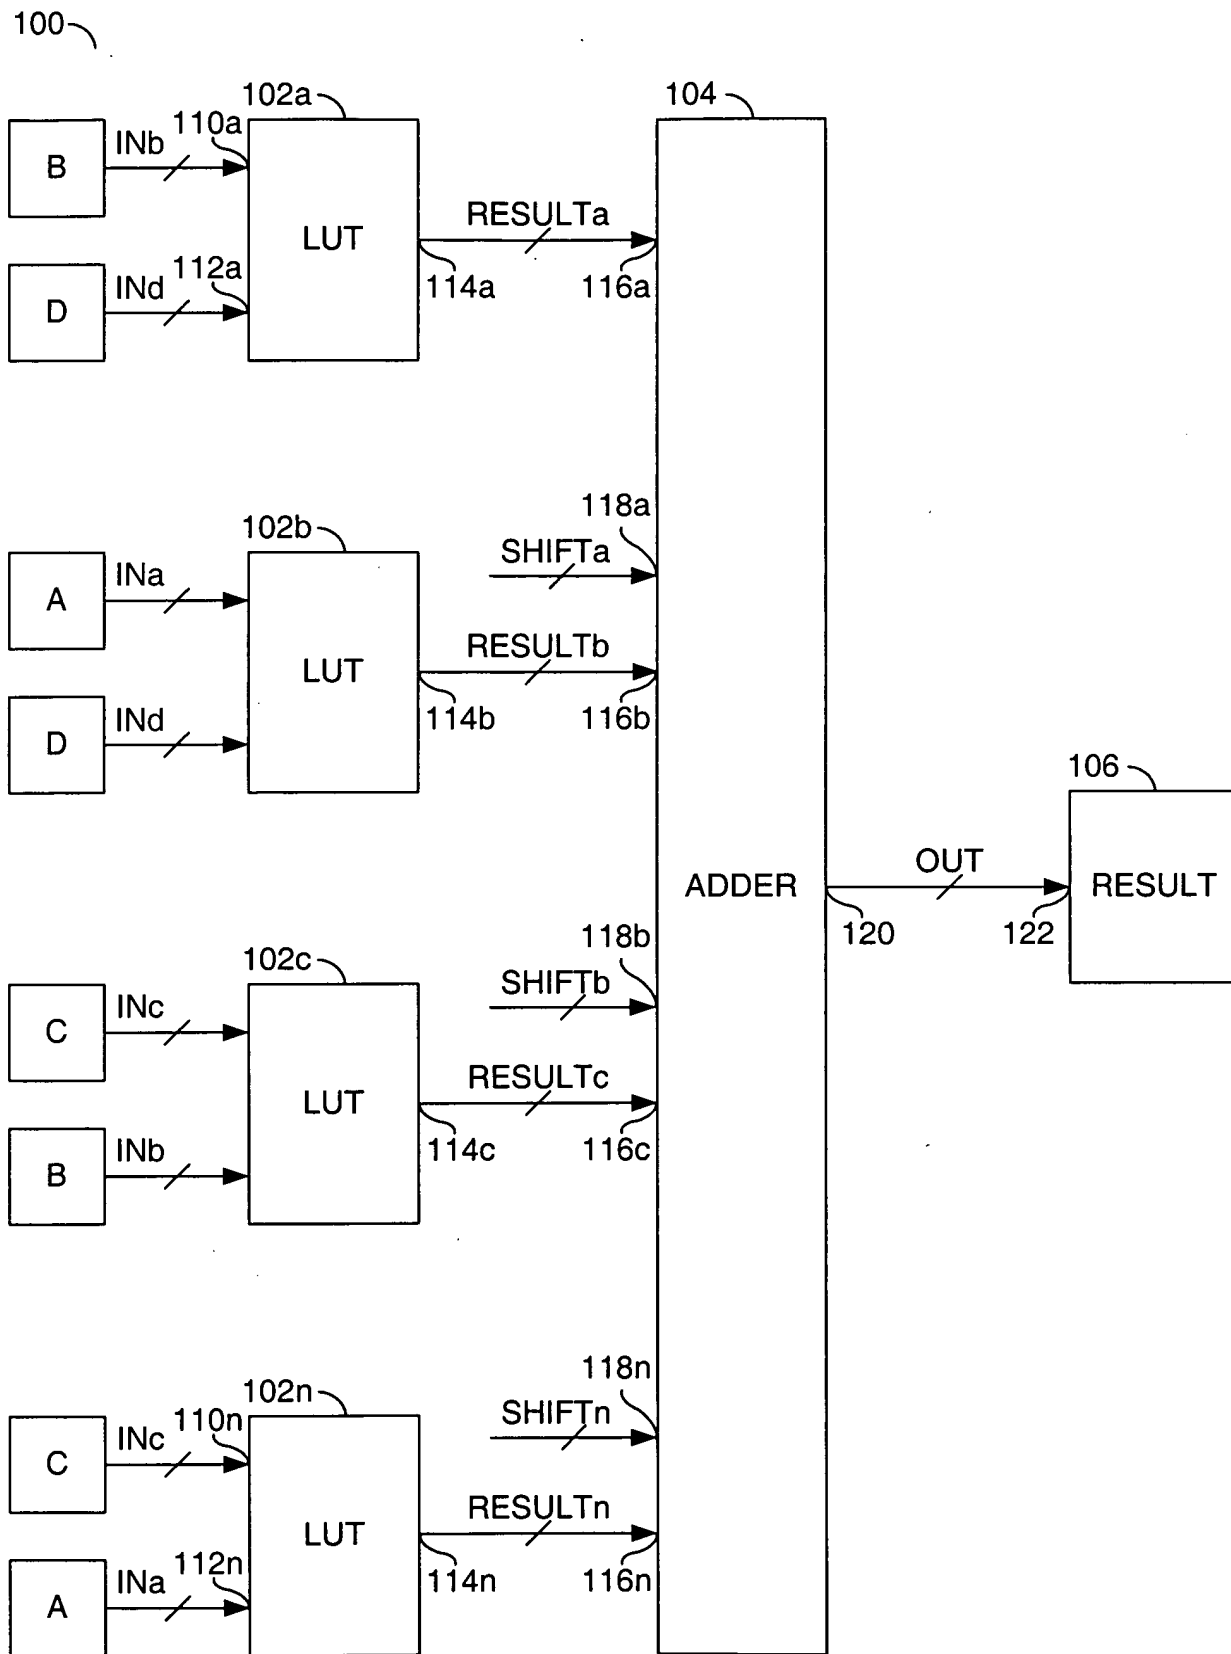 100
102a
104
B
INb
110a
LUT
RESULTa
D
INd
112a
114a
116a
118a
102b
SHIFTa
A
INa
RESULTb
LUT
114b
116b
D
INd
106
ADDER
OUT
RESULT
120
122
118b
102c
SHIFTb
C
INc
RESULTc
LUT
114c
116c
B
INb
118n
102n
SHIFTn
C
INc
110n
RESULTn
LUT
A
INa
112n
114n
116n